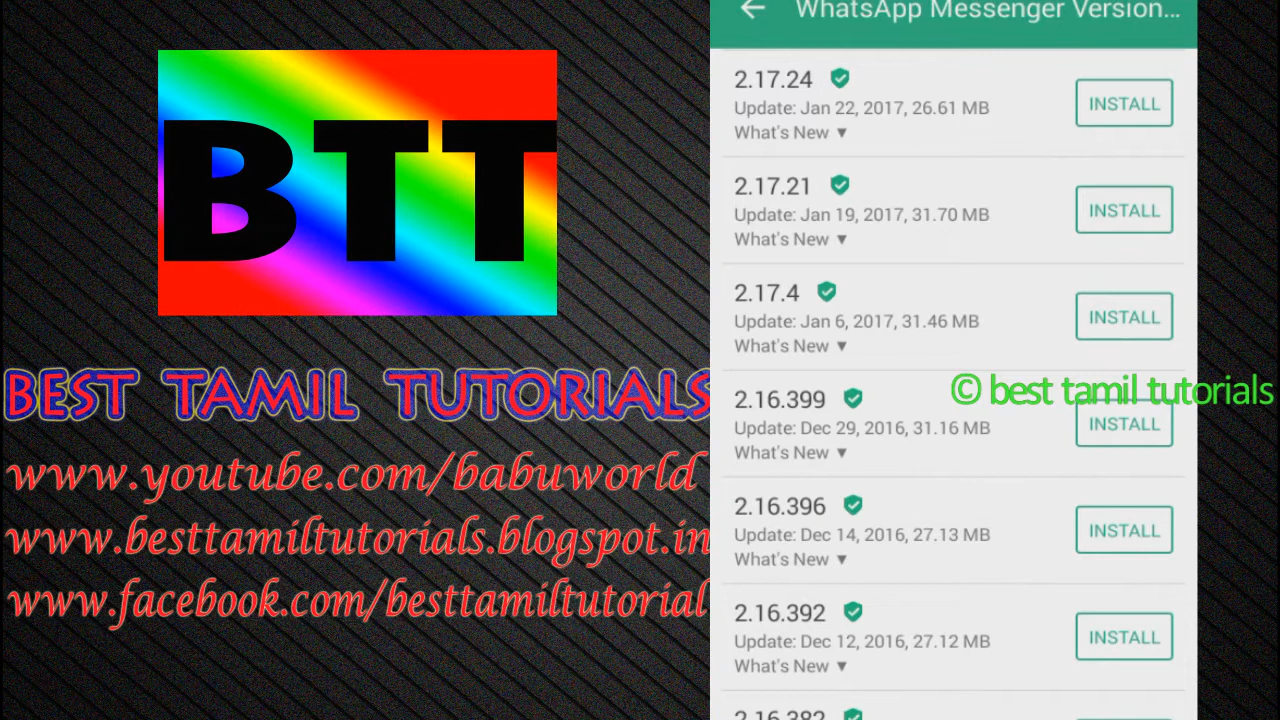 BTT
BEST TAMIL TUTORIALS
www.youtube.com/babuworld
www.besttamiltutorials.blogspot.in
www.facebook.com/besttamiltutorial
WhatsApp Messenger Version...
2.17.24
Update: Jan 22, 2017, 26.61 MB
What's New ▼
INSTALL
2.17.21
Update: Jan 19, 2017, 31.70 MB
What's New ▼
INSTALL
2.17.4
Update: Jan 6, 2017, 31.46 MB
What's New ▼
INSTALL
© best tamil tutorials
2.16.399
Update: Dec 29, 2016, 31.16 MB
What's New ▼
INSTALL
2.16.396
Update: Dec 14, 2016, 27.13 MB
What's New ▼
INSTALL
2.16.392
Update: Dec 12, 2016, 27.12 MB
What's New ▼
INSTALL
2.16.382